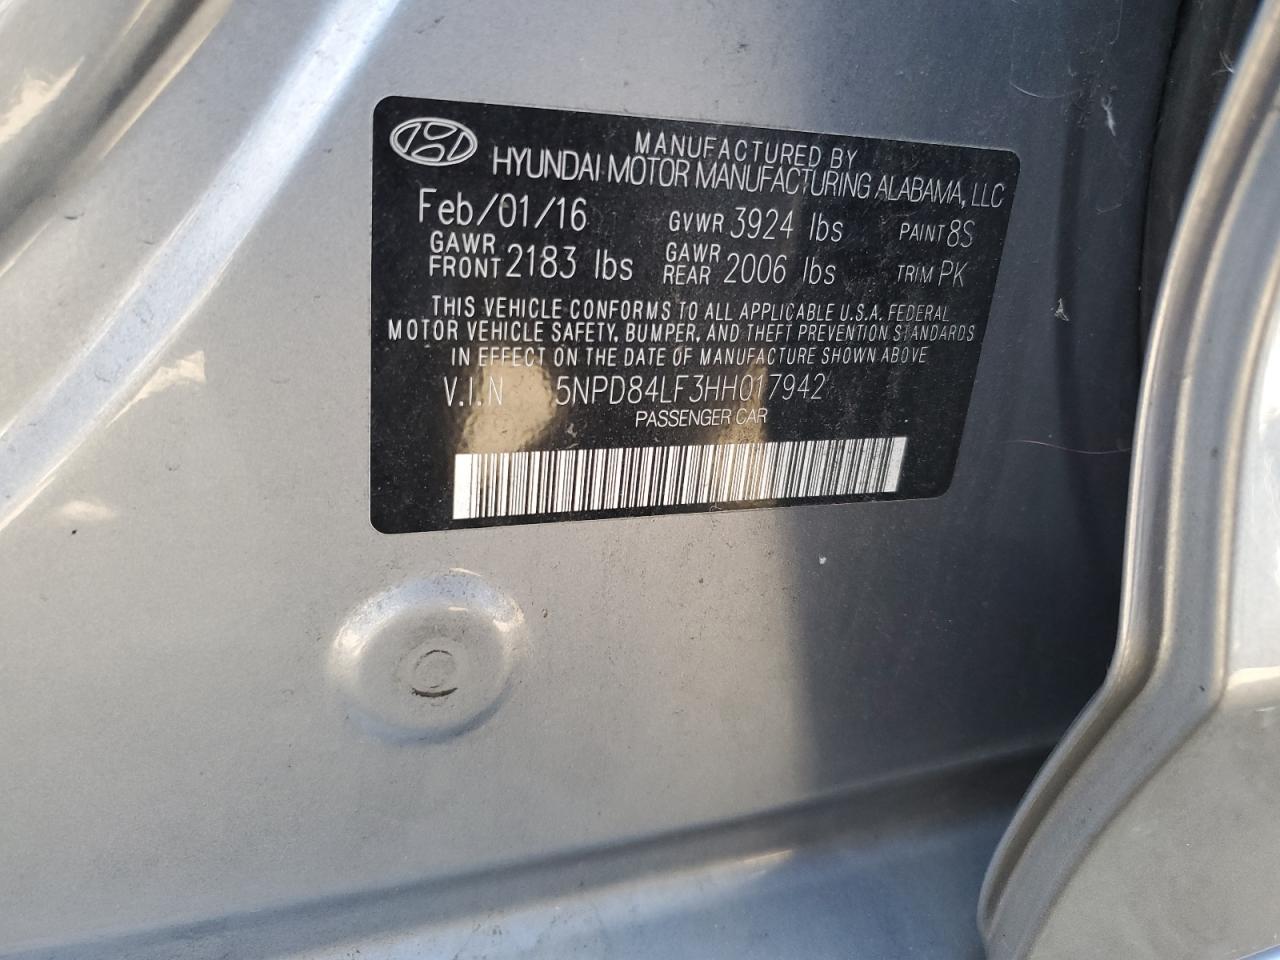 MANUFACTURED BY
HYUNDAI MOTOR MANUFACTURING ALABAMA, LLC
Feb/01/16 GVWR 3924 lbs PAINT 8S
GAWR FRONT 2183 lbs GAWR REAR 2006 lbs TRIM PK
THIS VEHICLE CONFORMS TO ALL APPLICABLE U.S.A. FEDERAL
MOTOR VEHICLE SAFETY, BUMPER, AND THEFT PREVENTION STANDARDS
IN EFFECT ON THE DATE OF MANUFACTURE SHOWN ABOVE
V.I.N 5NPD84LF3HH017942
PASSENGER CAR